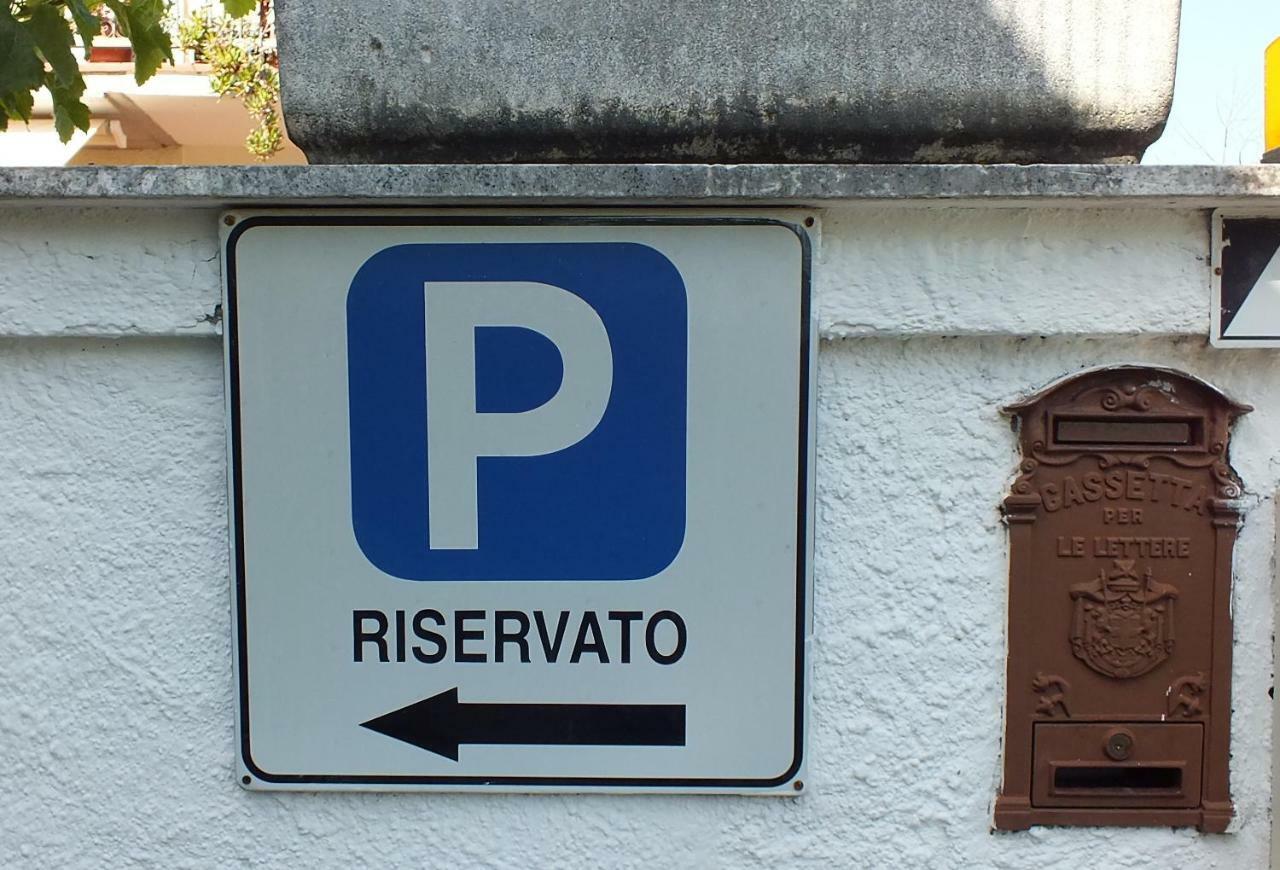 P
RISERVATO
CASSETTA
PER
LE LETTERE